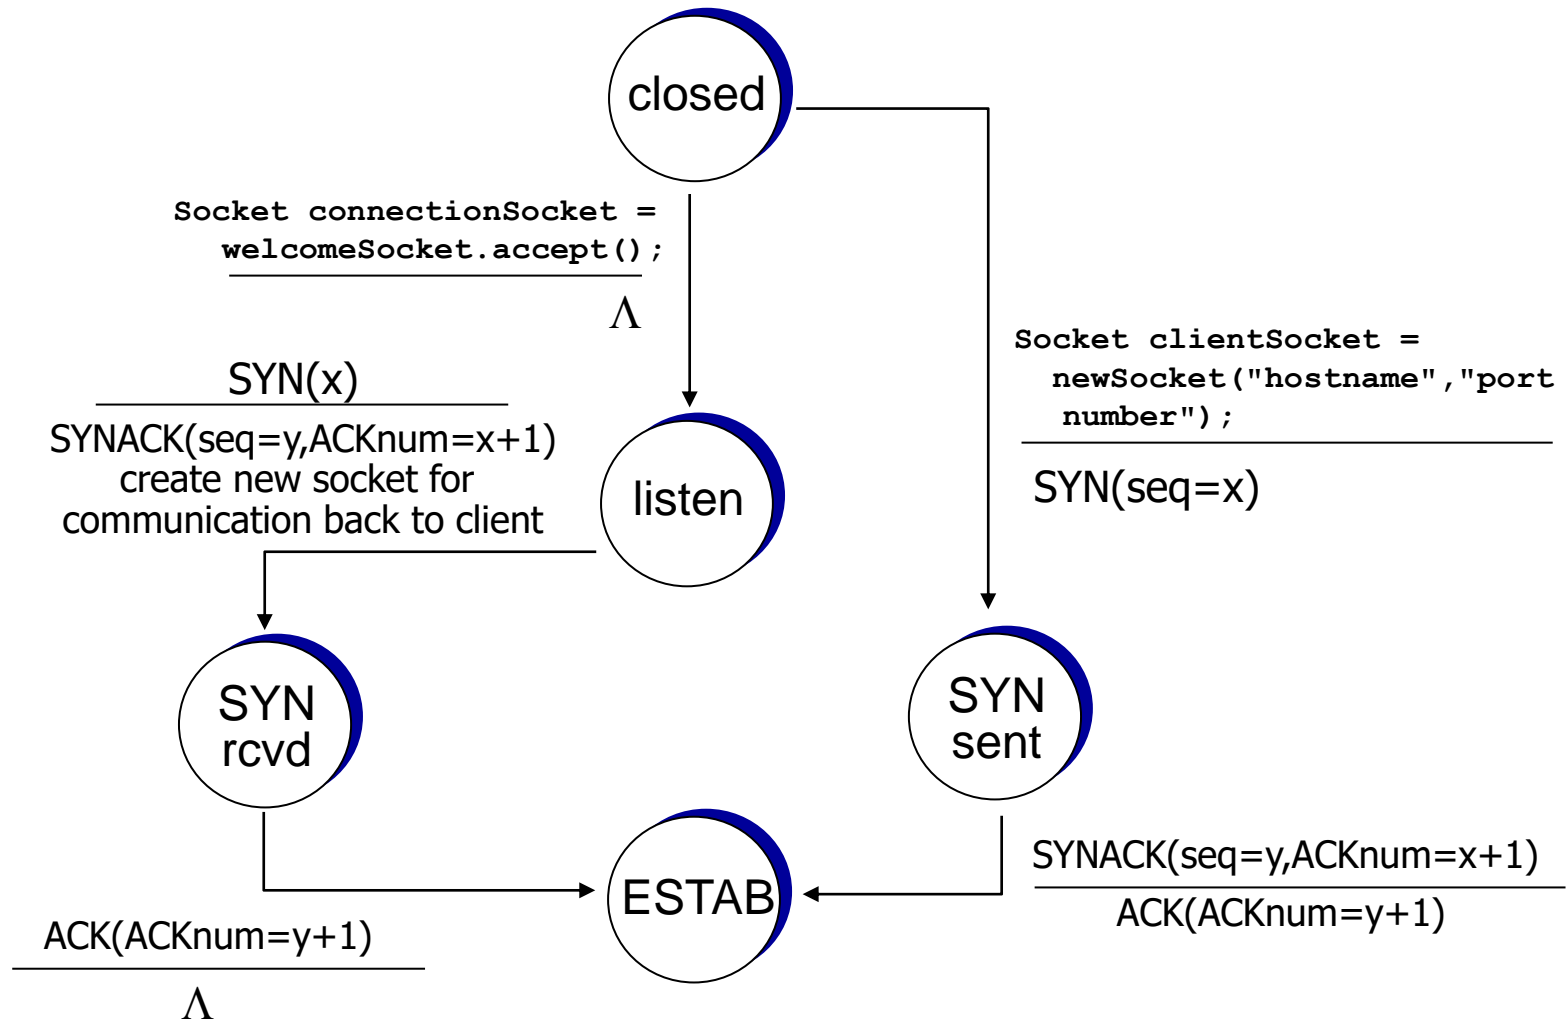 closed
Socket connectionSocket =
welcomeSocket.accept();
Λ
Socket clientSocket =
newSocket("hostname","port
number");
SYN(seq=x)
SYN(x)
SYNACK(seq=y,ACKnum=x+1)
create new socket for
communication back to client
listen
SYN
rcvd
SYN
sent
ESTAB
SYNACK(seq=y,ACKnum=x+1)
ACK(ACKnum=y+1)
ACK(ACKnum=y+1)
Λ